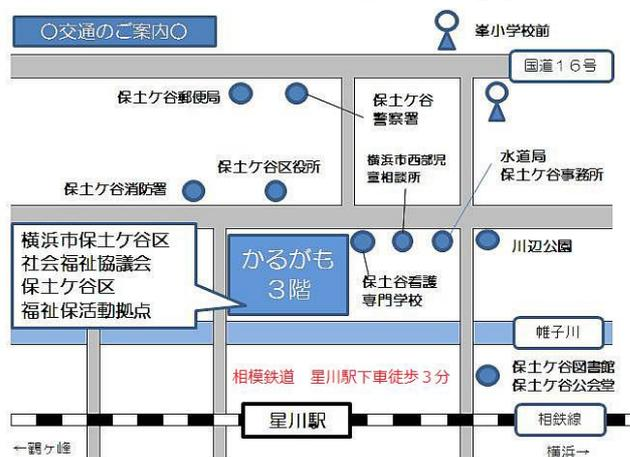 〇交通のご案内〇
峯小学校前
国道16号
保土ケ谷郵便局
保土ケ谷
警察署
横浜市西部児
童相談所
水道局
保土ケ谷事務所
保土ケ谷区役所
保土ケ谷消防署
横浜市保土ケ谷区
社会福祉協議会
保土ケ谷区
福祉保活動拠点
かるがも
3階
保土谷看護
専門学校
川辺公園
帷子川
相模鉄道　星川駅下車徒歩3分
保土ケ谷図書館
保土ケ谷公会堂
星川駅
相鉄線
←鶴ヶ峰
横浜→